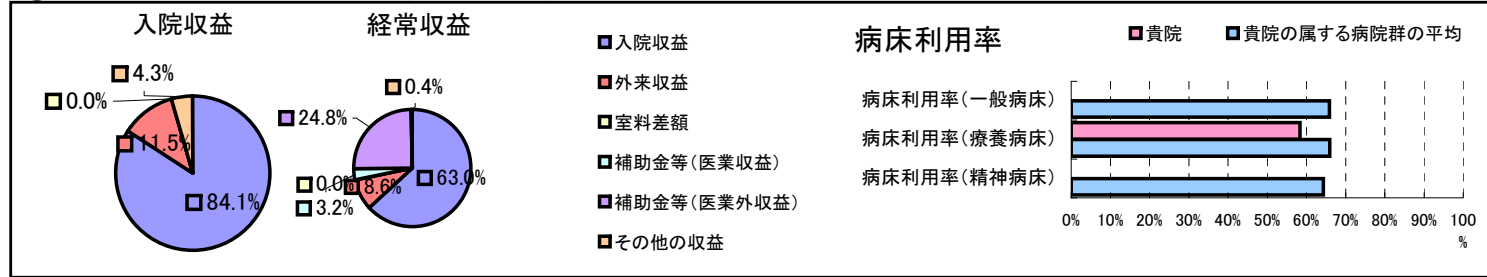 入院収益
4.3%
0.0%
11.5%
84.1%
経常収益
0.4%
24.8%
0.0%
8.6%
63.0%
3.2%
入院収益
外来収益
室料差額
補助金等(医業収益)
補助金等(医業外収益)
その他の収益
病床利用率
貴院 貴院の属する病院群の平均
病床利用率(一般病床)
病床利用率(療養病床)
病床利用率(精神病床)
0% 10% 20% 30% 40% 50% 60% 70% 80% 90% 100
%